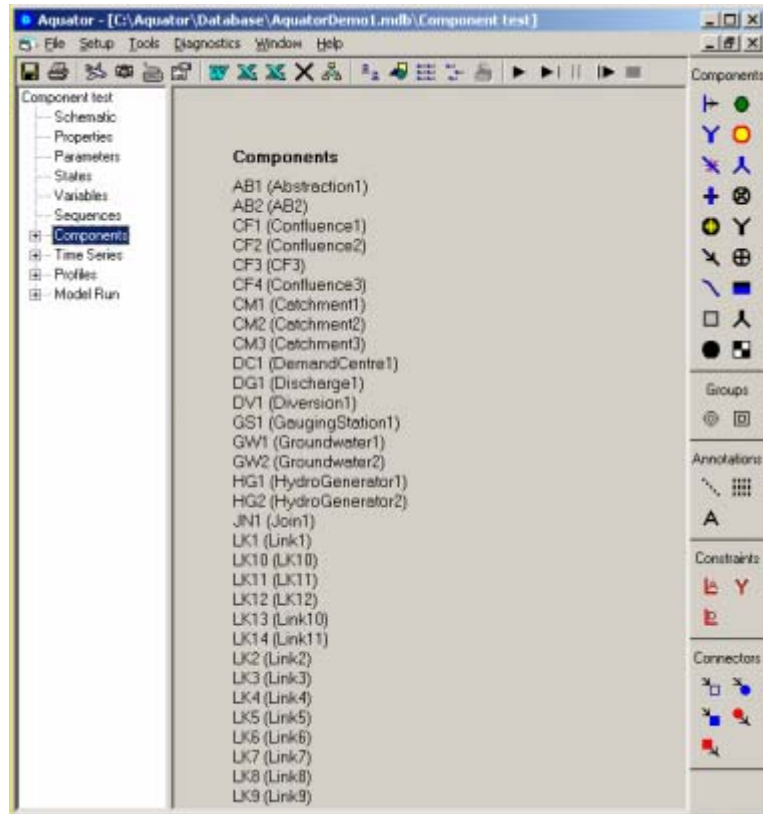 Aquator - [C:\Aquator\Database\AquatorDemo1.mdb\Component test]
File Setup Tools Diagnostics Window Help
Component test
Schematic
Properties
Parameters
States
Variables
Sequences
Components
Time Series
Profiles
Model Run
Components
AB1 (Abstraction1)
AB2 (AB2)
CF1 (Confluence1)
CF2 (Confluence2)
CF3 (CF3)
CF4 (Confluence3)
CM1 (Catchment1)
CM2 (Catchment2)
CM3 (Catchment3)
DC1 (DemandCentre1)
DG1 (Discharge1)
DV1 (Diversion1)
GS1 (GaugingStation1)
GW1 (Groundwater1)
GW2 (Groundwater2)
HG1 (HydroGenerator1)
HG2 (HydroGenerator2)
JN1 (Join1)
LK1 (Link1)
LK10 (LK10)
LK11 (LK11)
LK12 (LK12)
LK13 (Link10)
LK14 (Link11)
LK2 (Link2)
LK3 (Link3)
LK4 (Link4)
LK5 (Link5)
LK6 (Link6)
LK7 (Link7)
LK8 (Link8)
LK9 (Link9)
Components
Groups
Annotations
A
Constraints
Connectors